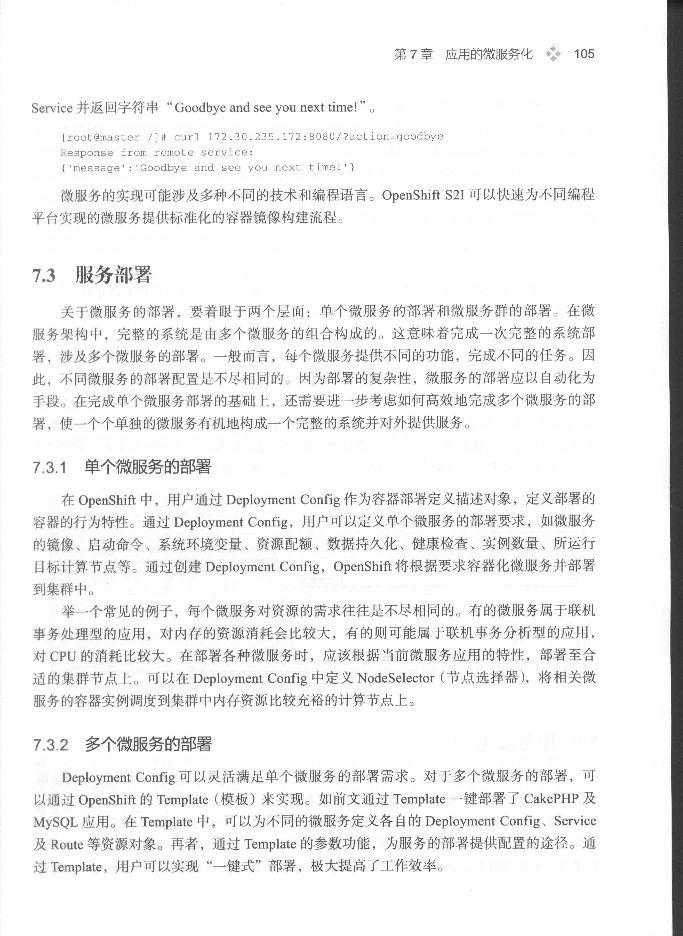 第7章 应用的微服务化 105
Service 并返回字符串“Goodbye and see you next time!”。
[root@master /]# curl 172.30.235.172:8080/?action=goodbye
Response from remote service:
{'message':'Goodbye and see you next time!'}
微服务的实现可能涉及多种不同的技术和编程语言。OpenShift S2I 可以快速为不同编程
平台实现的微服务提供标准化的容器镜像构建流程。
7.3 服务部署
关于微服务的部署，要着眼于两个层面：单个微服务的部署和微服务群的部署。在微
服务架构中，完整的系统是由多个微服务的组合构成的。这意味着完成一次完整的系统部
署，涉及多个微服务的部署。一般而言，每个微服务提供不同的功能，完成不同的任务。因
此，不同微服务的部署配置是不尽相同的。因为部署的复杂性，微服务的部署应以自动化为
手段。在完成单个微服务部署的基础上，还需要进一步考虑如何高效地完成多个微服务的部
署，使一个个单独的微服务有机地构成一个完整的系统并对外提供服务。
7.3.1 单个微服务的部署
在 OpenShift 中，用户通过 Deployment Config 作为容器部署定义描述对象，定义部署的
容器的行为特性。通过 Deployment Config，用户可以定义单个微服务的部署要求，如微服务
的镜像、启动命令、系统环境变量、资源配额、数据持久化、健康检查、实例数量、所运行
目标计算节点等。通过创建 Deployment Config，OpenShift 将根据要求容器化微服务并部署
到集群中。
举一个常见的例子，每个微服务对资源的需求往往是不尽相同的。有的微服务属于联机
事务处理型的应用，对内存的资源消耗会比较大，有的则可能属于联机事务分析型的应用，
对 CPU 的消耗比较大。在部署各种微服务时，应该根据当前微服务应用的特性，部署至合
适的集群节点上。可以在 Deployment Config 中定义 NodeSelector（节点选择器），将相关微
服务的容器实例调度到集群中内存资源比较充裕的计算节点上。
7.3.2 多个微服务的部署
Deployment Config 可以灵活满足单个微服务的部署需求。对于多个微服务的部署，可
以通过 OpenShift 的 Template（模板）来实现。如前文通过 Template 一键部署了 CakePHP 及
MySQL 应用。在 Template 中，可以为不同的微服务定义各自的 Deployment Config、Service
及 Route 等资源对象。再者，通过 Template 的参数功能，为服务的部署提供配置的途径。通
过 Template，用户可以实现“一键式”部署，极大提高了工作效率。